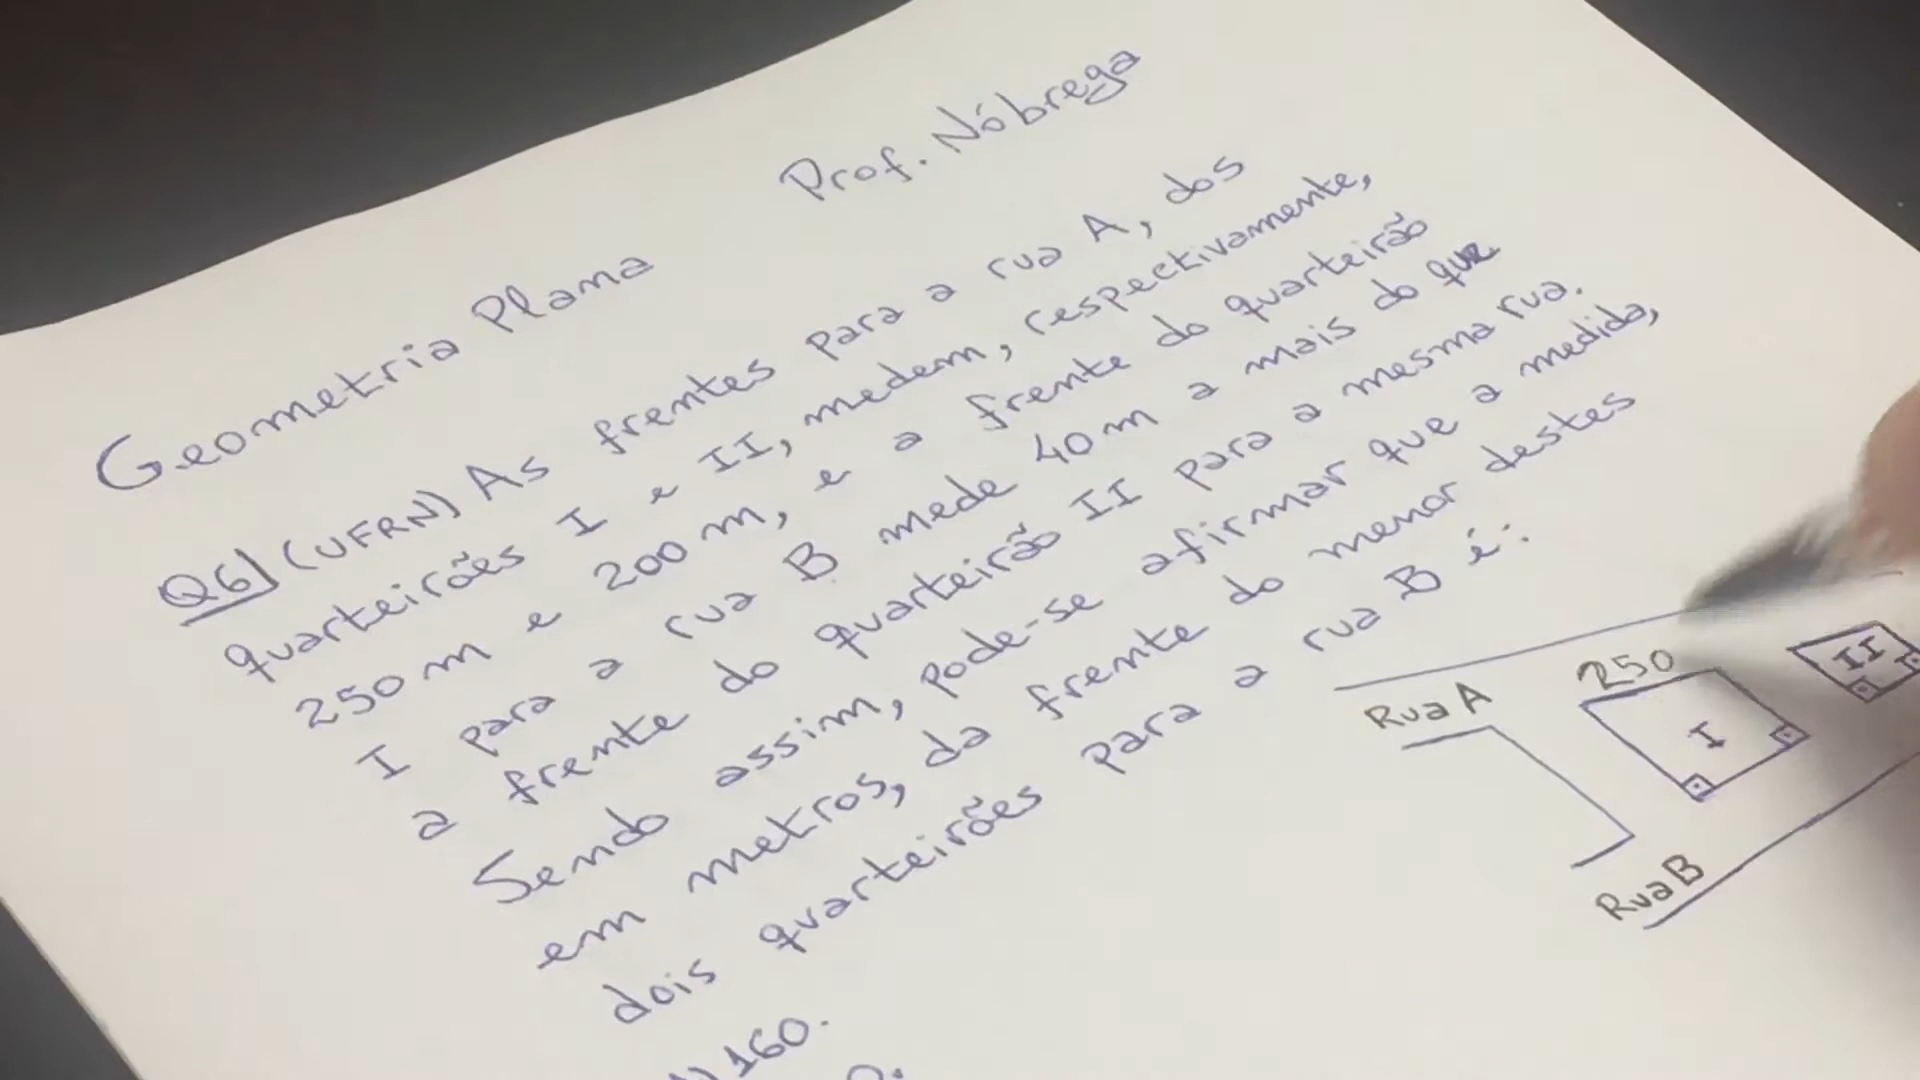 Geometria Plana
Prof. Nóbrega
Q6) (UFRN) As frentes para a rua A, dos
quarteirões I e II, medem, respectivamente,
250 m e 200 m, e a frente do quarteirão
I para a rua B mede 40 m a mais do que
a frente do quarteirão II para a mesma rua.
Sendo assim, pode-se afirmar que a medida,
em metros, da frente do menor destes
dois quarteirões para a rua B é:
160.
Rua A
250
I
II
Rua B